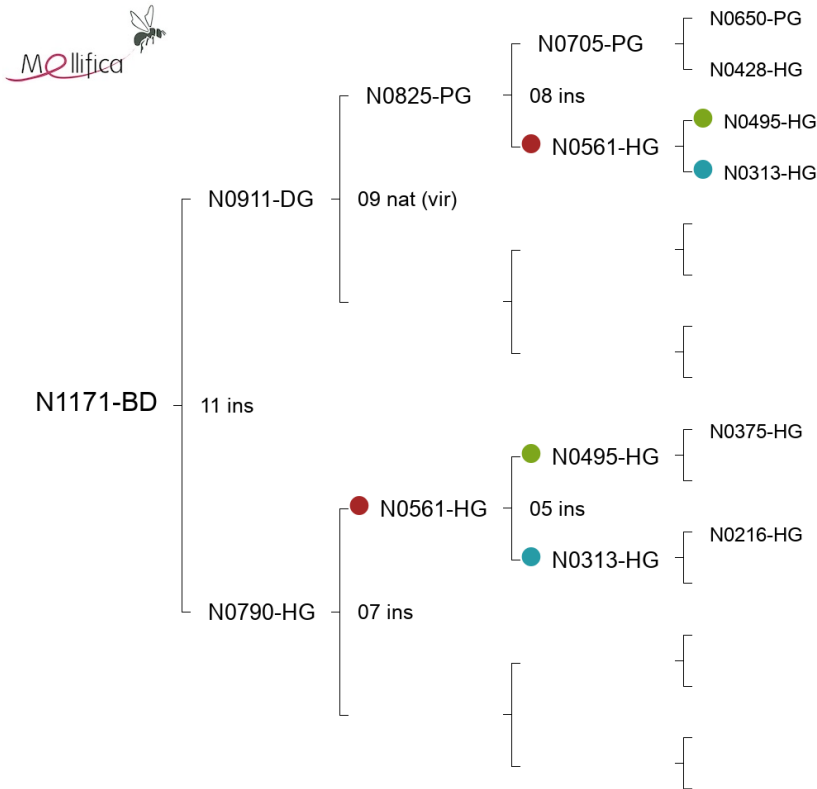 Mellifica
N0650-PG
N0705-PG
N0428-HG
N0825-PG
08 ins
N0495-HG
N0561-HG
N0313-HG
N0911-DG
09 nat (vir)
N1171-BD
11 ins
N0375-HG
N0495-HG
N0561-HG
05 ins
N0216-HG
N0313-HG
N0790-HG
07 ins